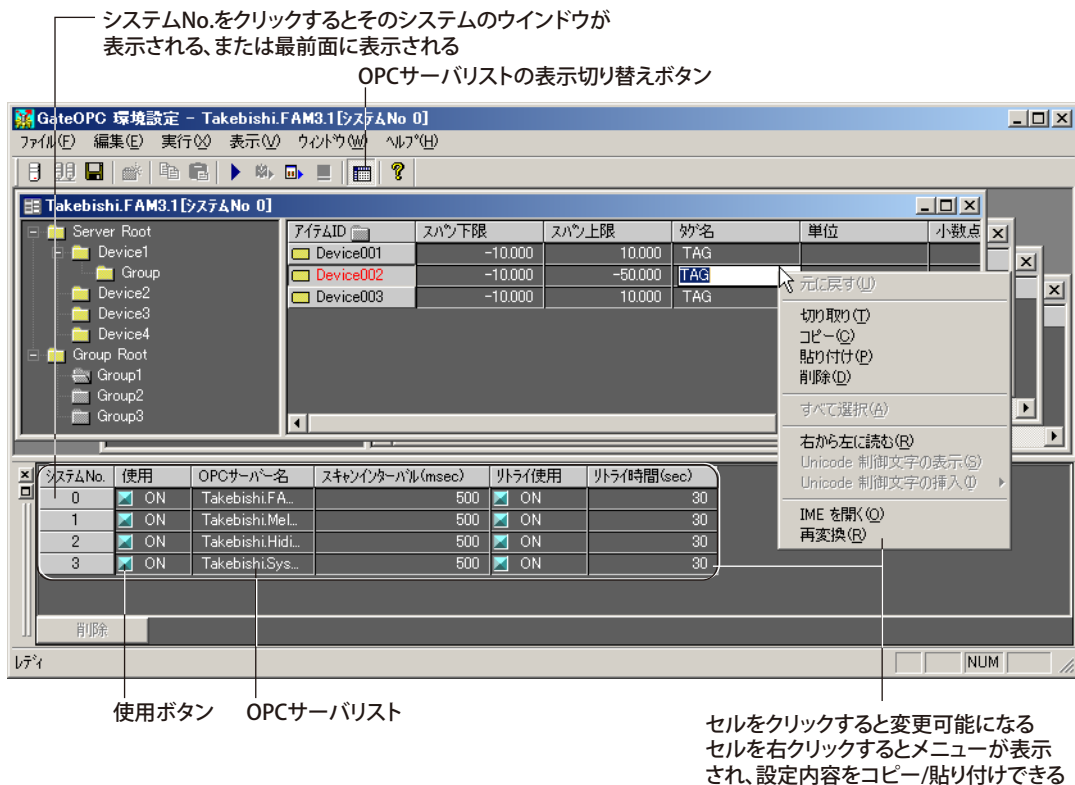 システムNo.をクリックするとそのシステムのウインドウが
表示される、または最前面に表示される
OPCサーバリストの表示切り替えボタン
GateOPC 環境設定 - Takebishi.FAM3.1[システムNo 0]
ファイル(F) 編集(E) 実行(X) 表示(V) ウィンドウ(W) ヘルプ(H)
Takebishi.FAM3.1[システムNo 0]
Server Root
Device1
Group
Device2
Device3
Device4
Group Root
Group1
Group2
Group3
アイテムID スパン下限 スパン上限 タグ名 単位 小数点
Device001 -10.000 10.000 TAG
Device002 -10.000 -50.000 TAG
Device003 -10.000 10.000 TAG
元に戻す(U)
切り取り(T)
コピー(C)
貼り付け(P)
削除(D)
すべて選択(A)
右から左に読む(R)
Unicode 制御文字の表示(S)
Unicode 制御文字の挿入(I)
IME を開く(O)
再変換(R)
システムNo. 使用 OPCサーバー名 スキャンインターバル(msec) リトライ使用 リトライ時間(sec)
0 ON Takebishi.FA... 500 ON 30
1 ON Takebishi.Mel... 500 ON 30
2 ON Takebishi.Hidi... 500 ON 30
3 ON Takebishi.Sys... 500 ON 30
削除
レディ NUM
使用ボタン OPCサーバリスト
セルをクリックすると変更可能になる
セルを右クリックするとメニューが表示
され、設定内容をコピー/貼り付けできる